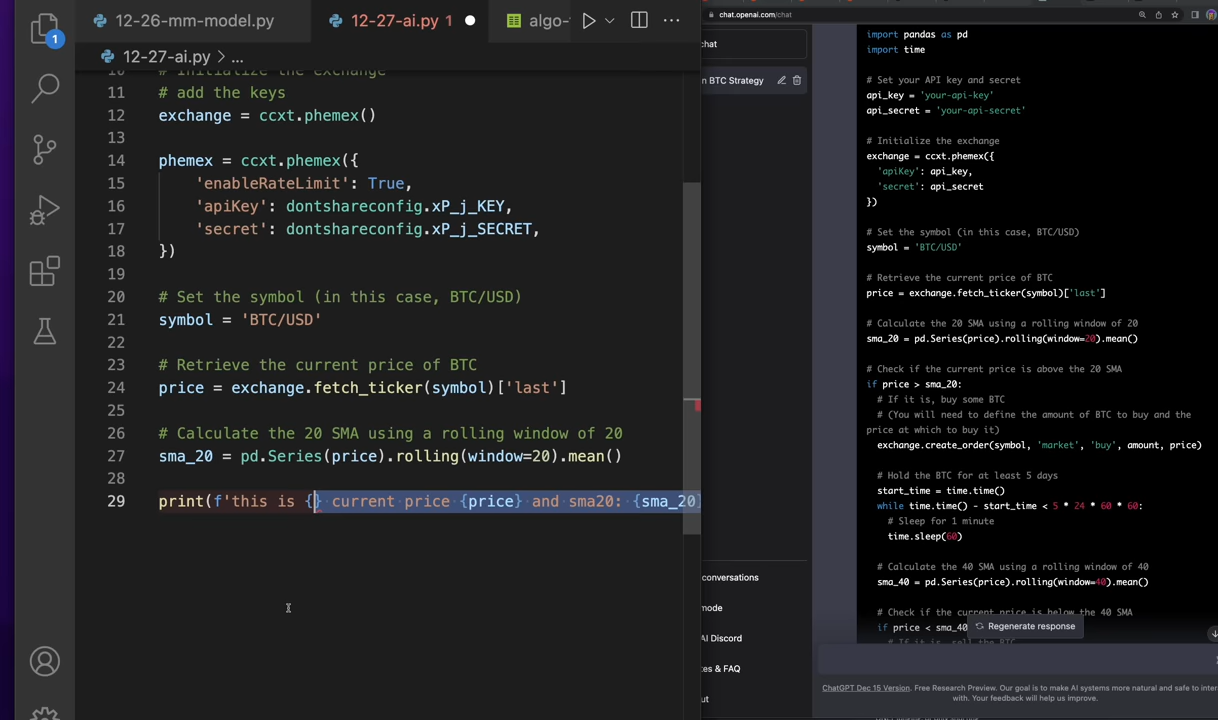 12-26-mm-model.py
12-27-ai.py 1
algo-
1
12-27-ai.py > ...
10 # Initialize the exchange
11 # add the keys
12 exchange = ccxt.phemex()
13
14 phemex = ccxt.phemex({
15 'enableRateLimit': True,
16 'apiKey': dontshareconfig.xP_j_KEY,
17 'secret': dontshareconfig.xP_j_SECRET,
18 })
19
20 # Set the symbol (in this case, BTC/USD)
21 symbol = 'BTC/USD'
22
23 # Retrieve the current price of BTC
24 price = exchange.fetch_ticker(symbol)['last']
25
26 # Calculate the 20 SMA using a rolling window of 20
27 sma_20 = pd.Series(price).rolling(window=20).mean()
28
29 print(f'this is {} current price {price} and sma20: {sma_20}
chat.openai.com/chat
chat
n BTC Strategy
conversations
mode
AI Discord
tes & FAQ
ut
import pandas as pd
import time
# Set your API key and secret
api_key = 'your-api-key'
api_secret = 'your-api-secret'
# Initialize the exchange
exchange = ccxt.phemex({
'apiKey': api_key,
'secret': api_secret
})
# Set the symbol (in this case, BTC/USD)
symbol = 'BTC/USD'
# Retrieve the current price of BTC
price = exchange.fetch_ticker(symbol)['last']
# Calculate the 20 SMA using a rolling window of 20
sma_20 = pd.Series(price).rolling(window=20).mean()
# Check if the current price is above the 20 SMA
if price > sma_20:
# If it is, buy some BTC
# (You will need to define the amount of BTC to buy and the
price at which to buy it)
exchange.create_order(symbol, 'market', 'buy', amount, price)
# Hold the BTC for at least 5 days
start_time = time.time()
while time.time() - start_time < 5 * 24 * 60 * 60:
# Sleep for 1 minute
time.sleep(60)
# Calculate the 40 SMA using a rolling window of 40
sma_40 = pd.Series(price).rolling(window=40).mean()
# Check if the current price is below the 40 SMA
if price < sma_40
Regenerate response
# If it is, sell the BTC
ChatGPT Dec 15 Version. Free Research Preview. Our goal is to make AI systems more natural and safe to inter
with. Your feedback will help us improve.